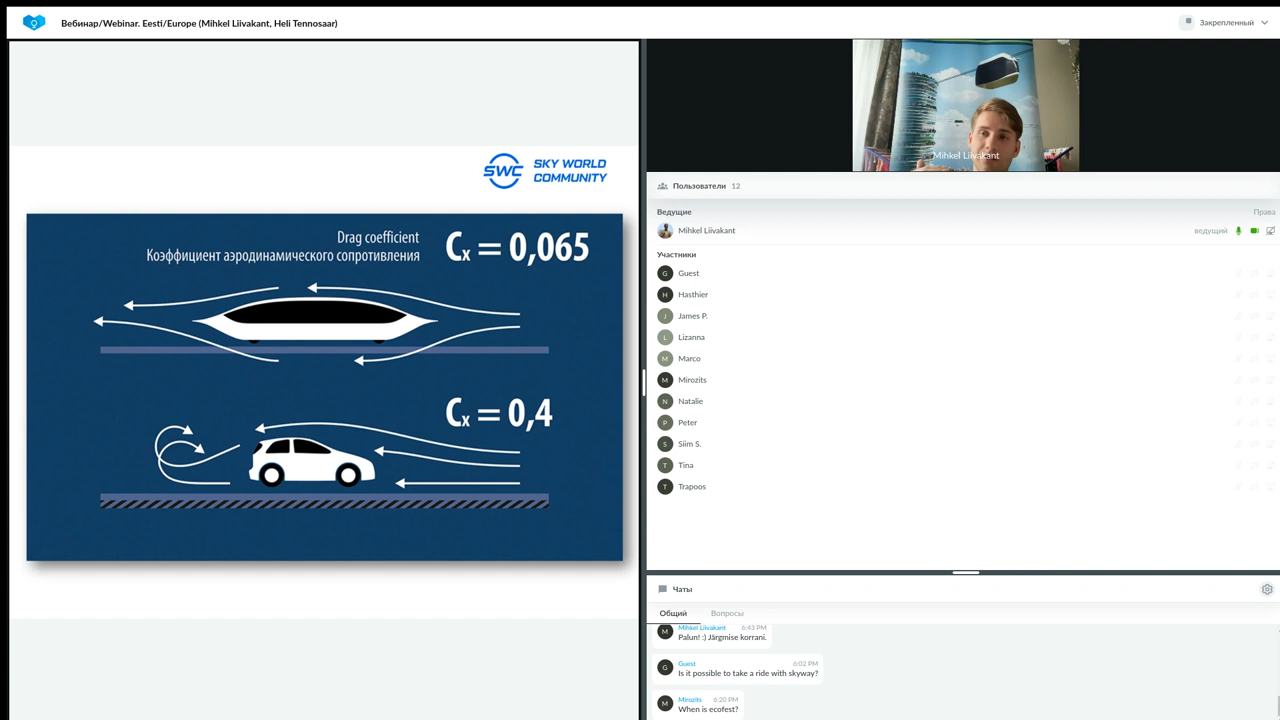 Вебинар/Webinar. Eesti/Europe (Mihkel Liivakant, Heli Tennosaar)
Закрепленный
SWC SKY WORLD
COMMUNITY
Drag coefficient
Коэффициент аэродинамического сопротивления
Cx = 0,065
Cx = 0,4
Mihkel Liivakant
Пользователи 12
Ведущие Права
Mihkel Liivakant ведущий
Участники
G Guest
H Hasthier
J James P.
L Lizanna
M Marco
M Mirozits
N Natalie
P Peter
S Siim S.
T Tina
T Trapoos
Чаты
Общий Вопросы
M Mihkel Liivakant 6:43 PM
Palun! :) Järgmise korrani.
G Guest 6:02 PM
Is it possible to take a ride with skyway?
M Mirozits 6:20 PM
When is ecofest?